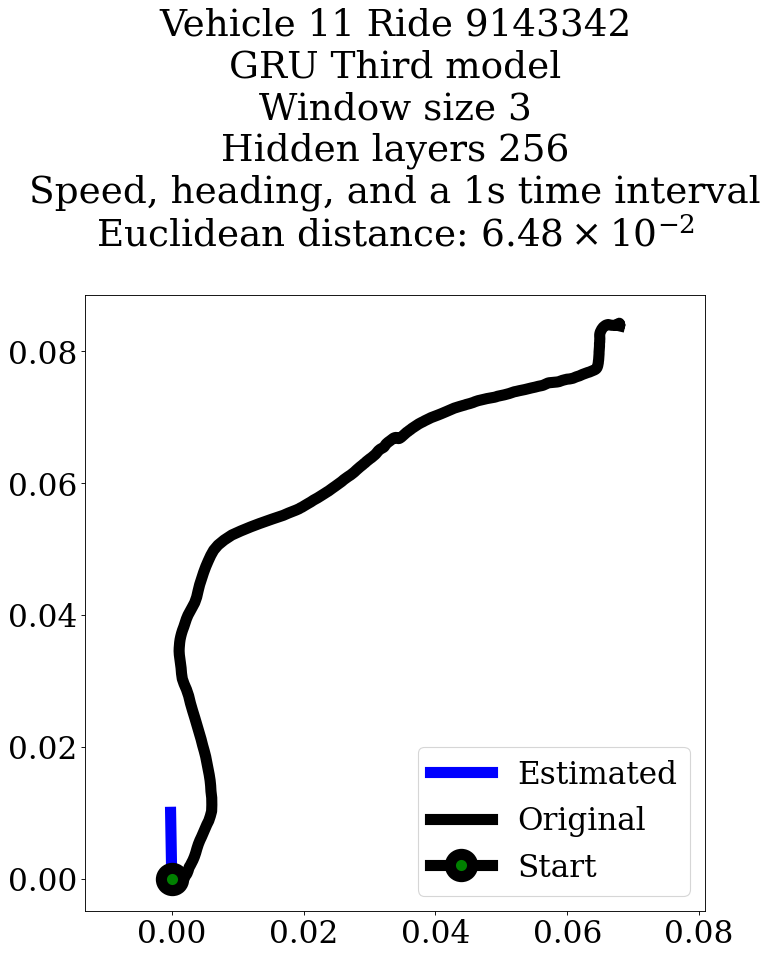 Vehicle 11 Ride 9143342
GRU Third model
Window size 3
Hidden layers 256
Speed, heading, and a 1s time interval
Euclidean distance: 6.48 × 10⁻²
0.08
0.06
0.04
0.02
0.00
Estimated
Original
Start
0.00 0.02 0.04 0.06 0.08